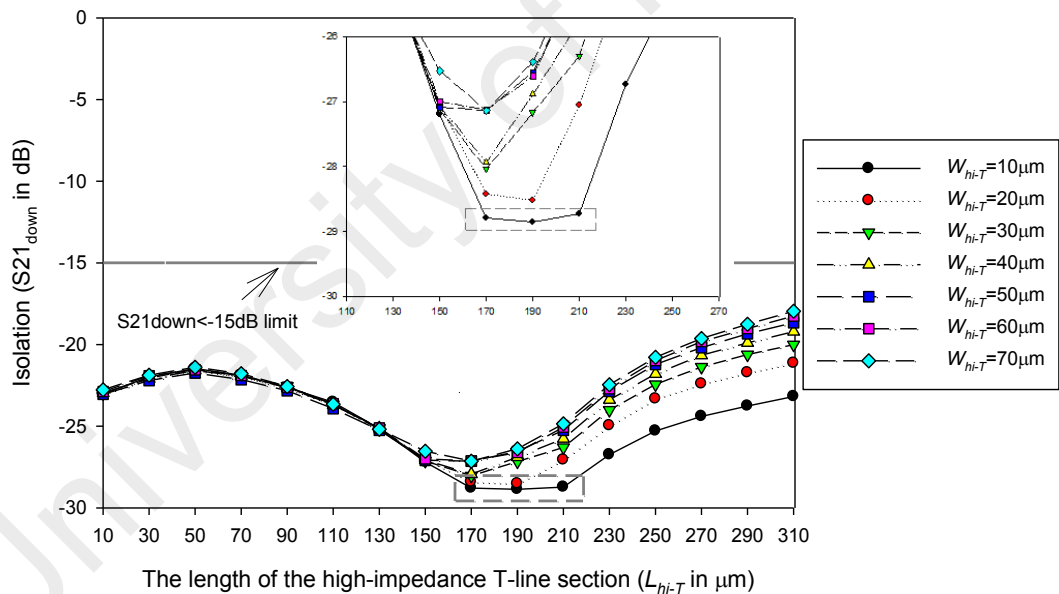 University of
Isolation (S21down in dB)
0
-5
-10
-15
-20
-25
-30
10 30 50 70 90 110 130 150 170 190 210 230 250 270 290 310
The length of the high-impedance T-line section (Lhi-T in μm)
S21down<-15dB limit
-26
-27
-28
-29
-30
110 130 150 170 190 210 230 250 270
Whi-T=10μm
Whi-T=20μm
Whi-T=30μm
Whi-T=40μm
Whi-T=50μm
Whi-T=60μm
Whi-T=70μm